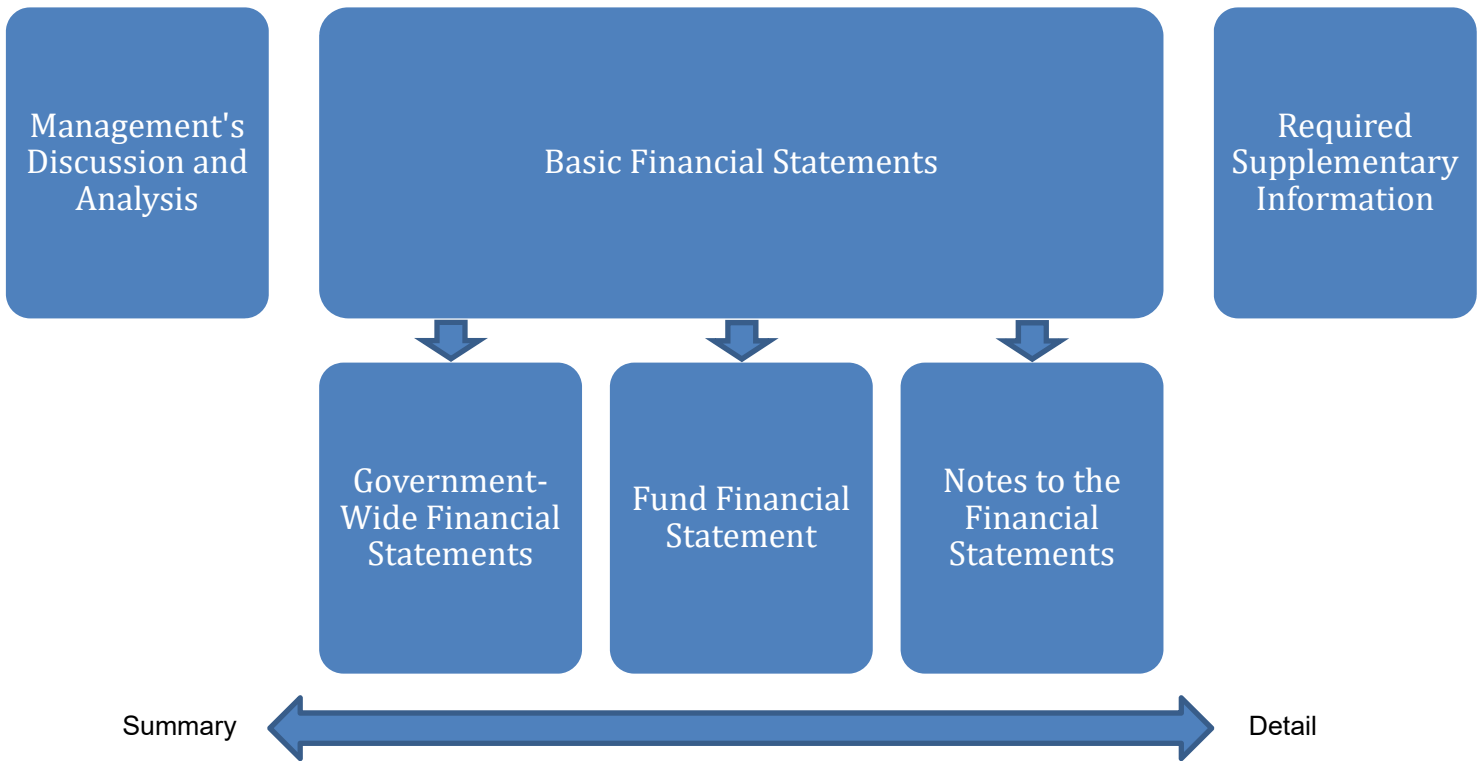 Management's
Discussion and
Analysis
Basic Financial Statements
Required
Supplementary
Information
Government-
Wide Financial
Statements
Fund Financial
Statement
Notes to the
Financial
Statements
Summary
Detail